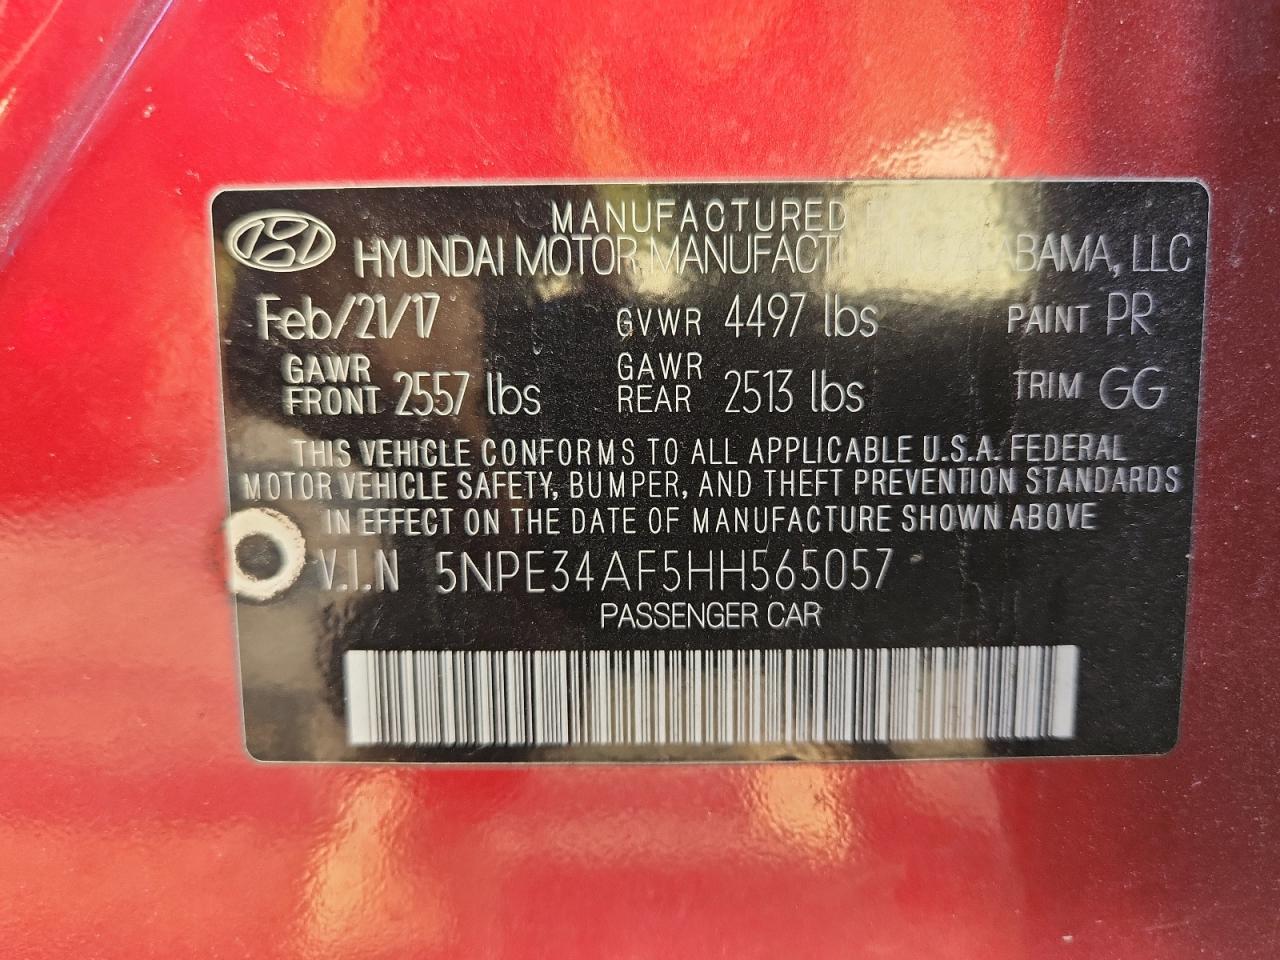 MANUFACTURED
HYUNDAI MOTOR MANUFACTURING ALABAMA, LLC
Feb/21/17 GVWR 4497 lbs PAINT PR
GAWR FRONT 2557 lbs GAWR REAR 2513 lbs TRIM GG
THIS VEHICLE CONFORMS TO ALL APPLICABLE U.S.A. FEDERAL
MOTOR VEHICLE SAFETY, BUMPER, AND THEFT PREVENTION STANDARDS
IN EFFECT ON THE DATE OF MANUFACTURE SHOWN ABOVE
V.I.N 5NPE34AF5HH565057
PASSENGER CAR